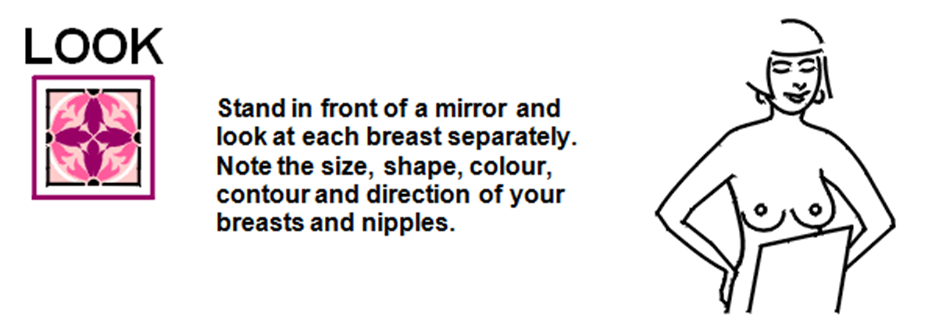 LOOK
Stand in front of a mirror and
look at each breast separately.
Note the size, shape, colour,
contour and direction of your
breasts and nipples.